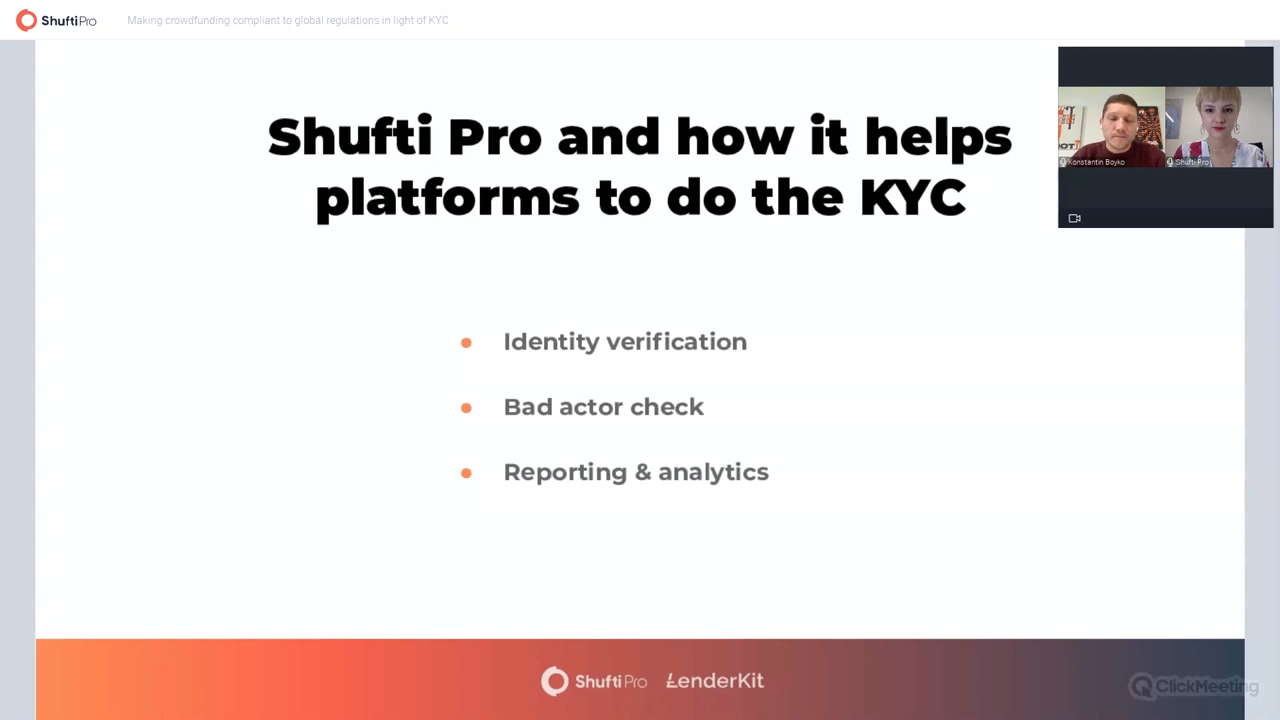 ShuftiPro
Making crowdfunding compliant to global regulations in light of KYC
Shufti Pro and how it helps
platforms to do the KYC
Konstantin Boyko
Shufti Pro
Identity verification
Bad actor check
Reporting & analytics
ShuftiPro
LenderKit
ClickMeeting